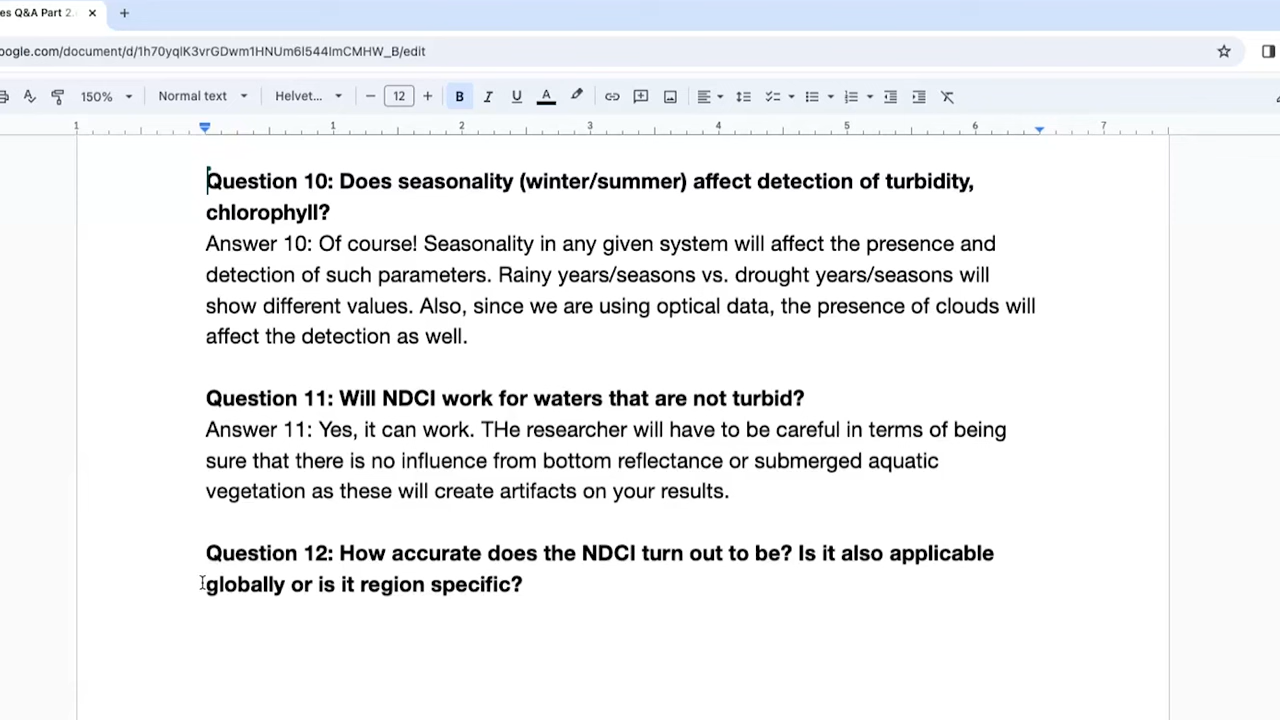 es Q&A Part 2.
oogle.com/document/d/1h70yqlK3vrGDwm1HNUm6I544ImCMHW_B/edit
150% Normal text Helvet... 12 B I U A
1 1 2 3 4 5 6 7
Question 10: Does seasonality (winter/summer) affect detection of turbidity,
chlorophyll?
Answer 10: Of course! Seasonality in any given system will affect the presence and
detection of such parameters. Rainy years/seasons vs. drought years/seasons will
show different values. Also, since we are using optical data, the presence of clouds will
affect the detection as well.
Question 11: Will NDCI work for waters that are not turbid?
Answer 11: Yes, it can work. THe researcher will have to be careful in terms of being
sure that there is no influence from bottom reflectance or submerged aquatic
vegetation as these will create artifacts on your results.
Question 12: How accurate does the NDCI turn out to be? Is it also applicable
globally or is it region specific?